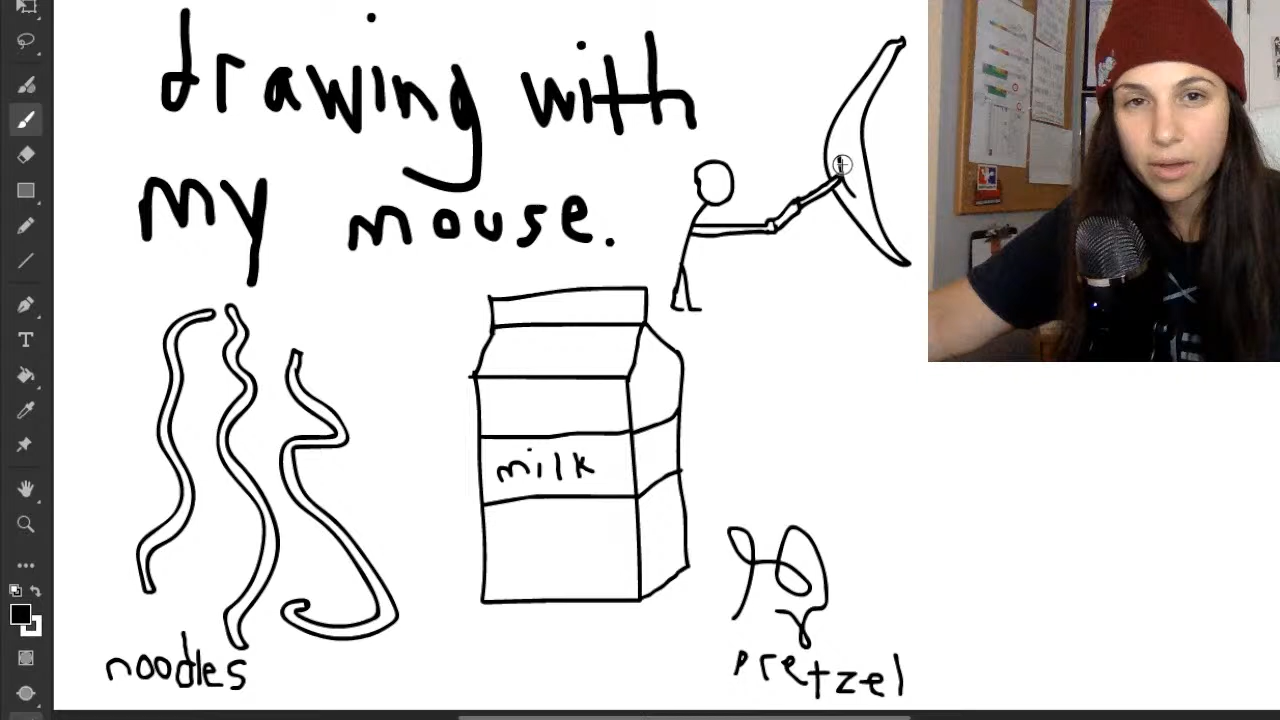 drawing with
my mouse.
milk
noodles
pretzel